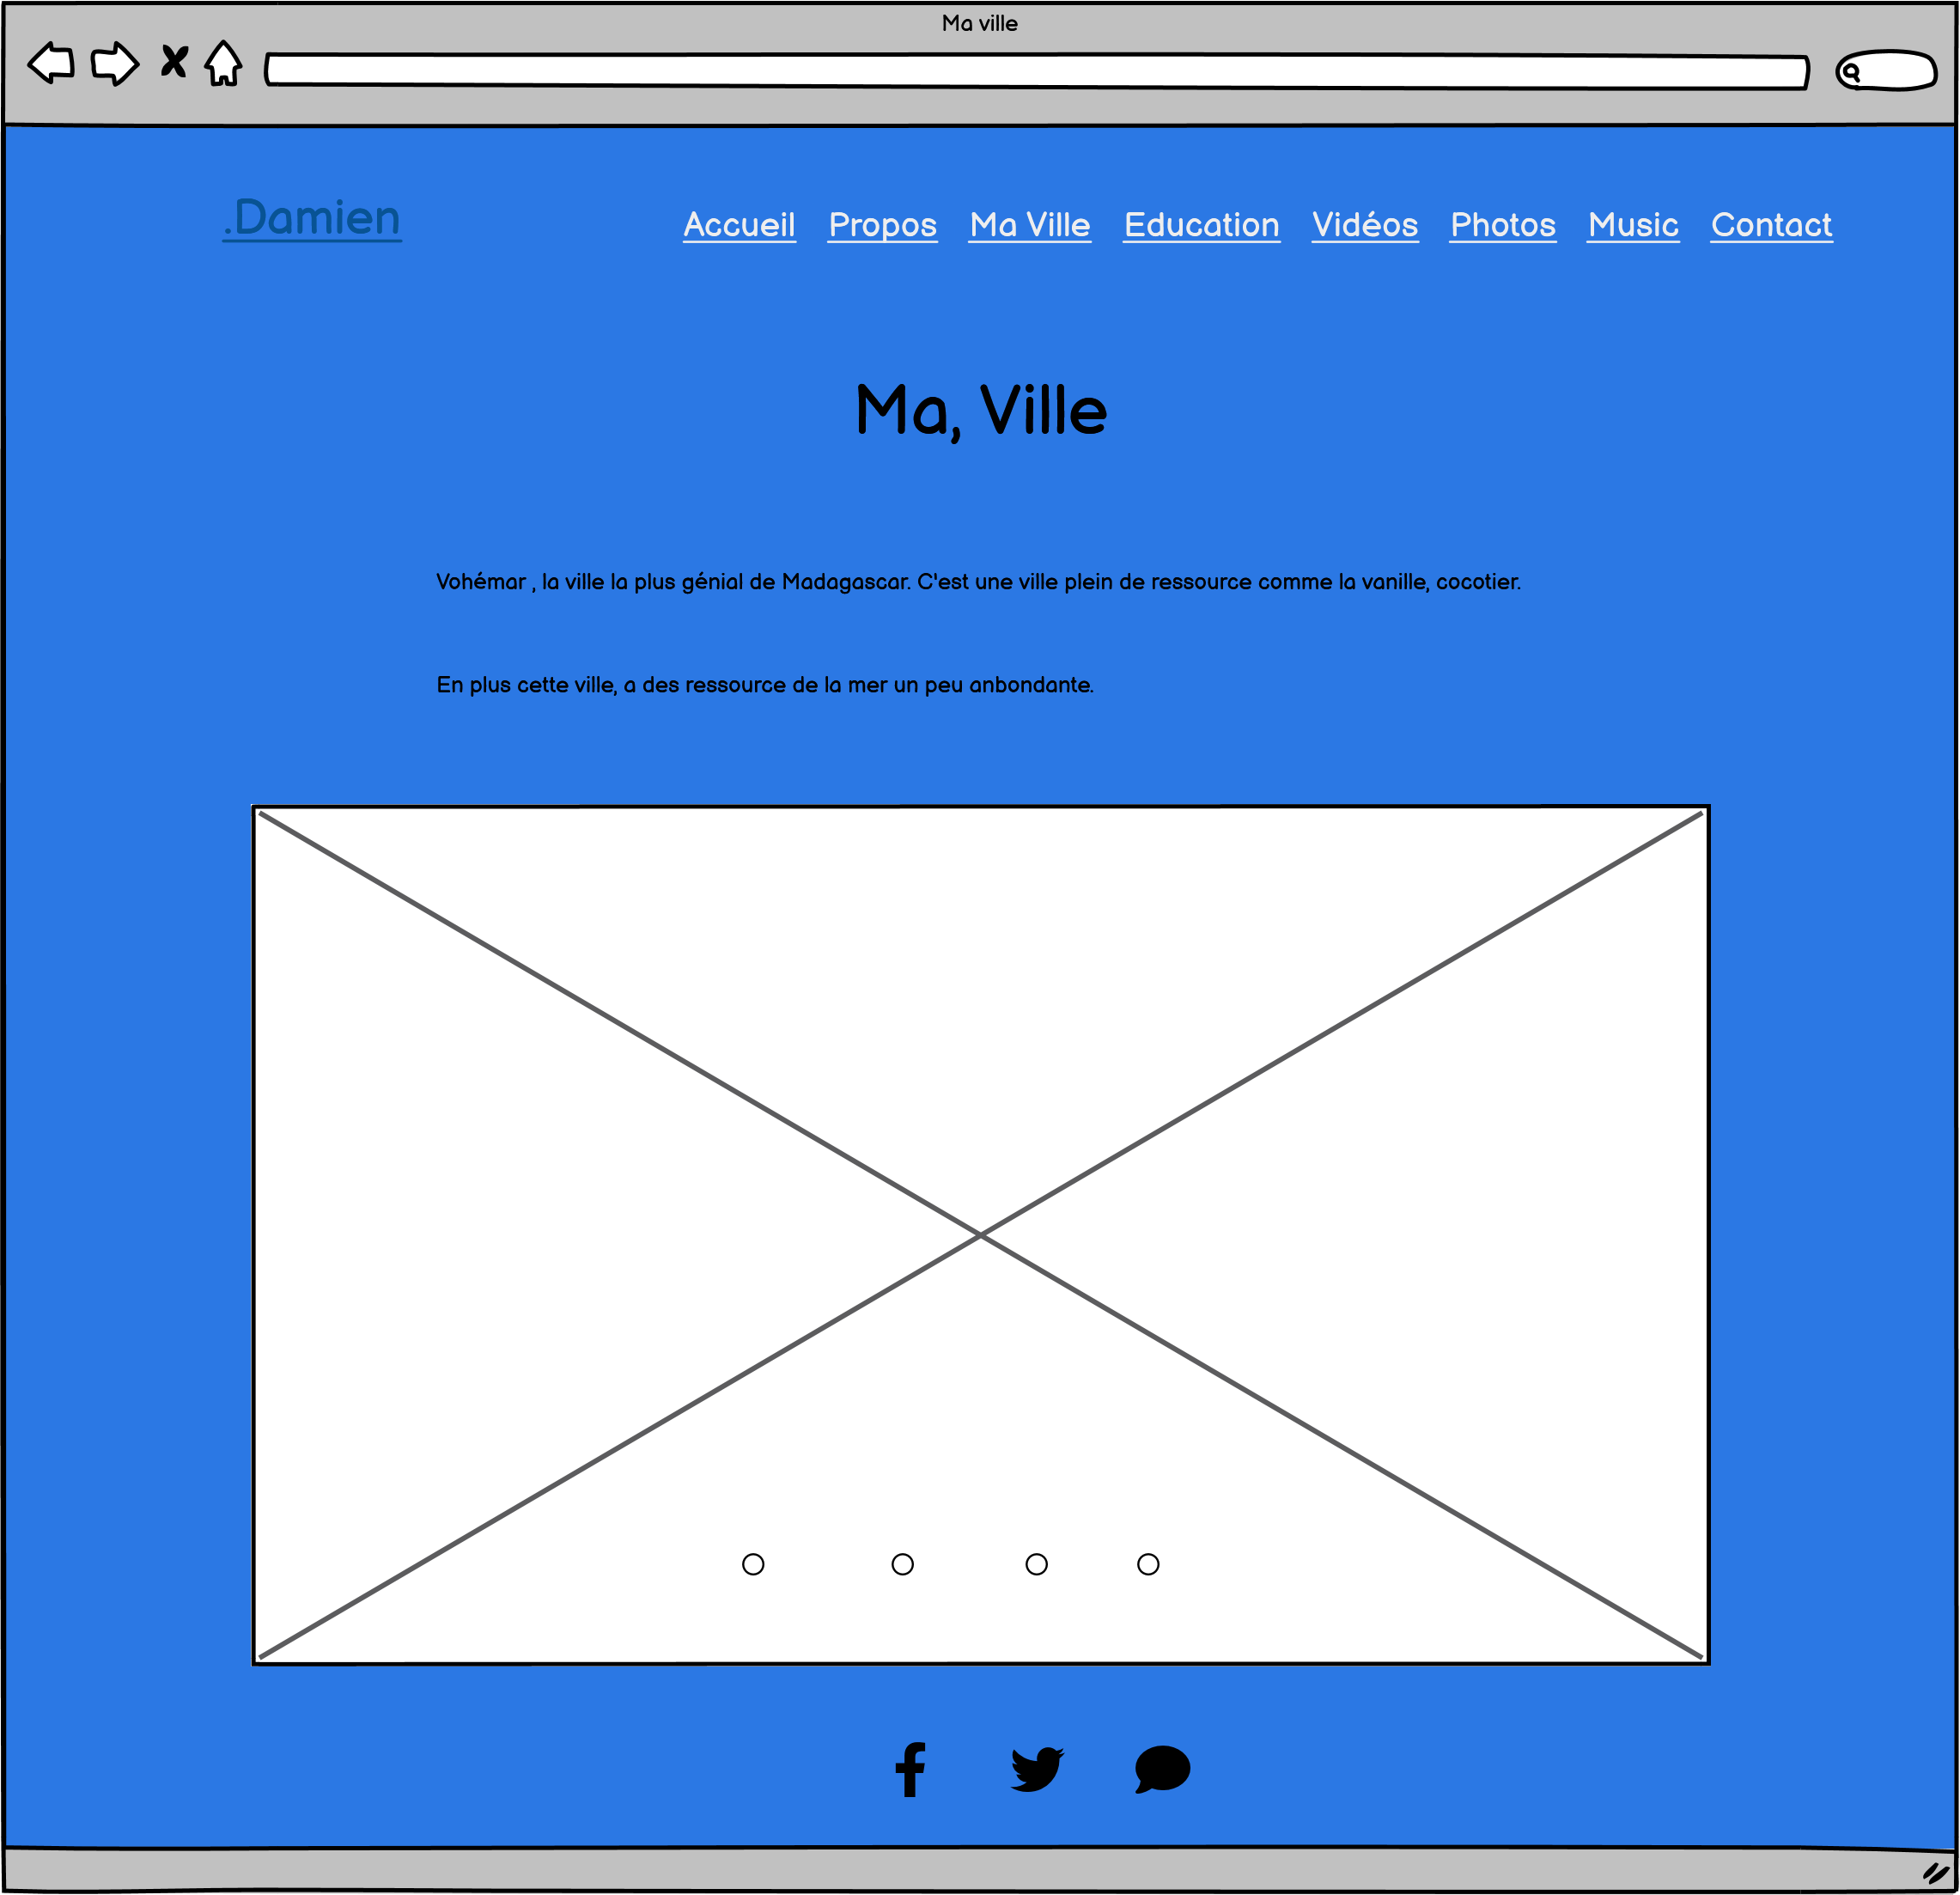 Ma ville
.Damien
Accueil Propos Ma Ville Education Vidéos Photos Music Contact
Ma, Ville
Vohémar , la ville la plus génial de Madagascar. C'est une ville plein de ressource comme la vanille, cocotier.
En plus cette ville, a des ressource de la mer un peu anbondante.